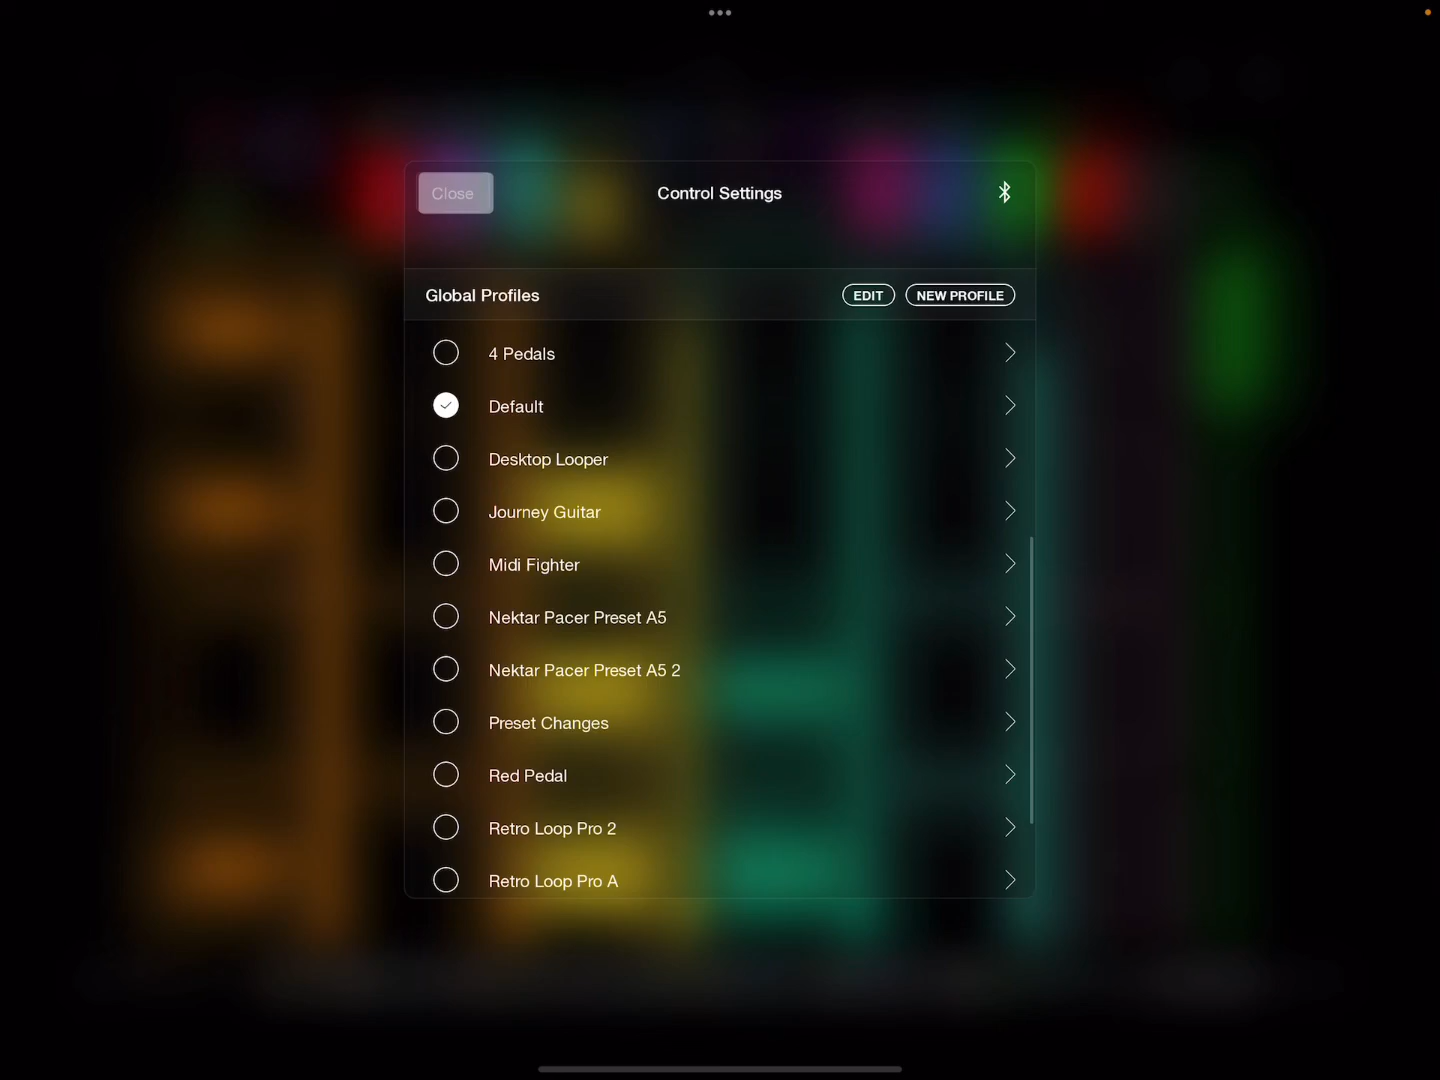 Close
Control Settings
Global Profiles
EDIT
NEW PROFILE
4 Pedals
Default
Desktop Looper
Journey Guitar
Midi Fighter
Nektar Pacer Preset A5
Nektar Pacer Preset A5 2
Preset Changes
Red Pedal
Retro Loop Pro 2
Retro Loop Pro A